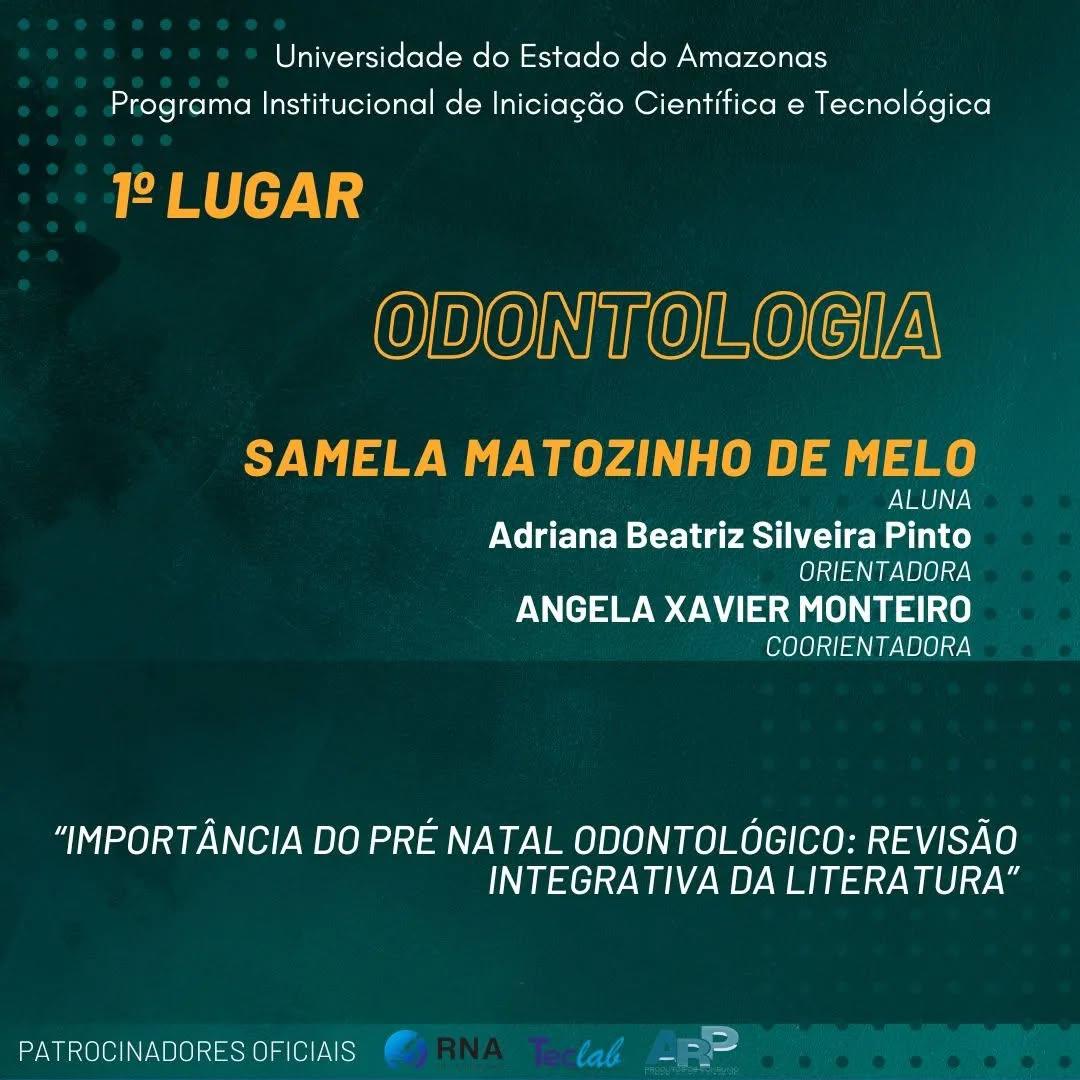 Universidade do Estado do Amazonas
Programa Institucional de Iniciação Científica e Tecnológica
1º LUGAR
ODONTOLOGIA
SAMELA MATOZINHO DE MELO
ALUNA
Adriana Beatriz Silveira Pinto
ORIENTADORA
ANGELA XAVIER MONTEIRO
COORIENTADORA
“IMPORTÂNCIA DO PRÉ NATAL ODONTOLÓGICO: REVISÃO
INTEGRATIVA DA LITERATURA”
PATROCINADORES OFICIAIS RNA Teclab ARP